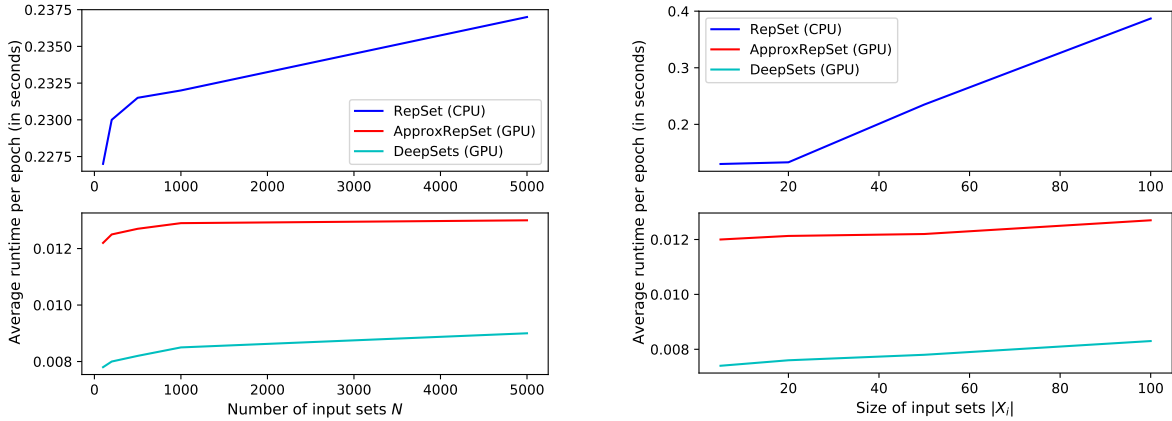 Average runtime per epoch (in seconds)
0.2375
0.2350
0.2325
0.2300
0.2275
RepSet (CPU)
ApproxRepSet (GPU)
DeepSets (GPU)
0 1000 2000 3000 4000 5000
0.012
0.010
0.008
0 1000 2000 3000 4000 5000
Number of input sets N
Average runtime per epoch (in seconds)
0.4
0.3
0.2
RepSet (CPU)
ApproxRepSet (GPU)
DeepSets (GPU)
20 40 60 80 100
0.012
0.010
0.008
20 40 60 80 100
Size of input sets |Xi|